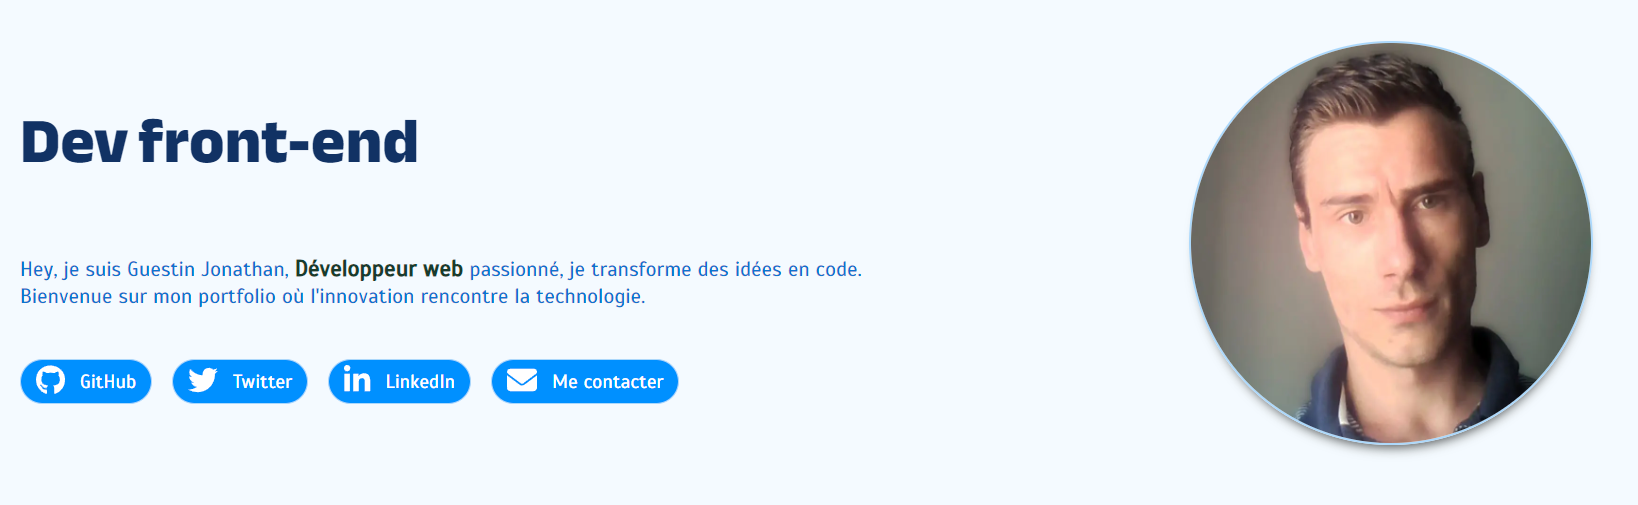 Dev front-end
Hey, je suis Guestin Jonathan, Développeur web passionné, je transforme des idées en code.
Bienvenue sur mon portfolio où l'innovation rencontre la technologie.
GitHub Twitter LinkedIn Me contacter